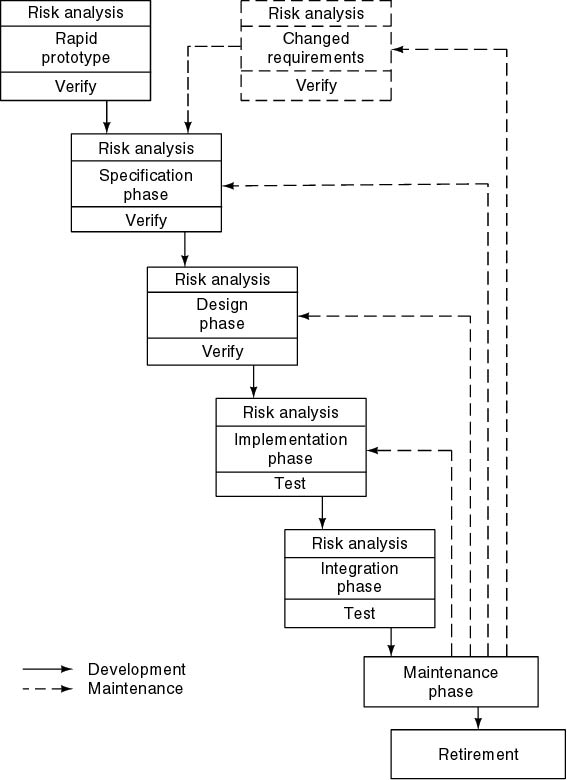 Risk analysis
Rapid
prototype
Verify
Risk analysis
Changed
requirements
Verify
Risk analysis
Specification
phase
Verify
Risk analysis
Design
phase
Verify
Risk analysis
Implementation
phase
Test
Risk analysis
Integration
phase
Test
Development
Maintenance
Maintenance
phase
Retirement